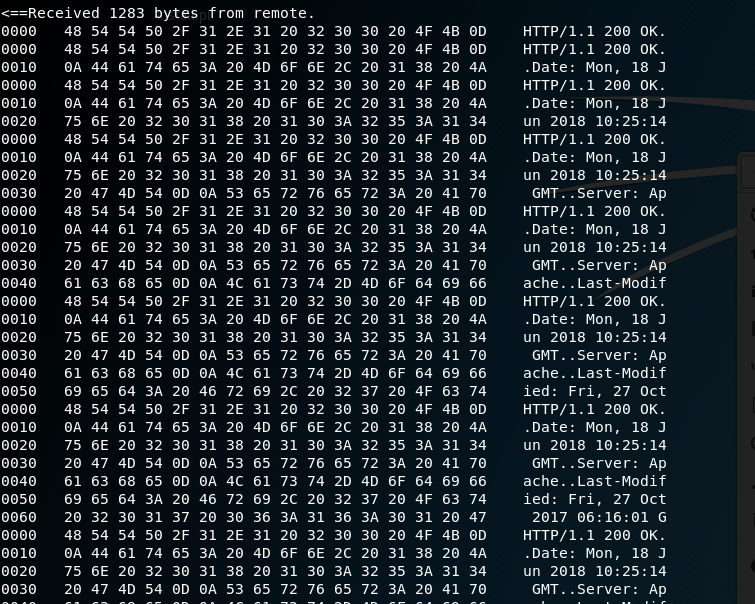 <==Received 1283 bytes from remote.
0000 48 54 54 50 2F 31 2E 31 20 32 30 30 20 4F 4B 0D HTTP/1.1 200 OK.
0000 48 54 54 50 2F 31 2E 31 20 32 30 30 20 4F 4B 0D HTTP/1.1 200 OK.
0010 0A 44 61 74 65 3A 20 4D 6F 6E 2C 20 31 38 20 4A .Date: Mon, 18 J
0000 48 54 54 50 2F 31 2E 31 20 32 30 30 20 4F 4B 0D HTTP/1.1 200 OK.
0010 0A 44 61 74 65 3A 20 4D 6F 6E 2C 20 31 38 20 4A .Date: Mon, 18 J
0020 75 6E 20 32 30 31 38 20 31 30 3A 32 35 3A 31 34 un 2018 10:25:14
0000 48 54 54 50 2F 31 2E 31 20 32 30 30 20 4F 4B 0D HTTP/1.1 200 OK.
0010 0A 44 61 74 65 3A 20 4D 6F 6E 2C 20 31 38 20 4A .Date: Mon, 18 J
0020 75 6E 20 32 30 31 38 20 31 30 3A 32 35 3A 31 34 un 2018 10:25:14
0030 20 47 4D 54 0D 0A 53 65 72 76 65 72 3A 20 41 70 GMT..Server: Ap
0000 48 54 54 50 2F 31 2E 31 20 32 30 30 20 4F 4B 0D HTTP/1.1 200 OK.
0010 0A 44 61 74 65 3A 20 4D 6F 6E 2C 20 31 38 20 4A .Date: Mon, 18 J
0020 75 6E 20 32 30 31 38 20 31 30 3A 32 35 3A 31 34 un 2018 10:25:14
0030 20 47 4D 54 0D 0A 53 65 72 76 65 72 3A 20 41 70 GMT..Server: Ap
0040 61 63 68 65 0D 0A 4C 61 73 74 2D 4D 6F 64 69 66 ache..Last-Modif
0000 48 54 54 50 2F 31 2E 31 20 32 30 30 20 4F 4B 0D HTTP/1.1 200 OK.
0010 0A 44 61 74 65 3A 20 4D 6F 6E 2C 20 31 38 20 4A .Date: Mon, 18 J
0020 75 6E 20 32 30 31 38 20 31 30 3A 32 35 3A 31 34 un 2018 10:25:14
0030 20 47 4D 54 0D 0A 53 65 72 76 65 72 3A 20 41 70 GMT..Server: Ap
0040 61 63 68 65 0D 0A 4C 61 73 74 2D 4D 6F 64 69 66 ache..Last-Modif
0050 69 65 64 3A 20 46 72 69 2C 20 32 37 20 4F 63 74 ied: Fri, 27 Oct
0000 48 54 54 50 2F 31 2E 31 20 32 30 30 20 4F 4B 0D HTTP/1.1 200 OK.
0010 0A 44 61 74 65 3A 20 4D 6F 6E 2C 20 31 38 20 4A .Date: Mon, 18 J
0020 75 6E 20 32 30 31 38 20 31 30 3A 32 35 3A 31 34 un 2018 10:25:14
0030 20 47 4D 54 0D 0A 53 65 72 76 65 72 3A 20 41 70 GMT..Server: Ap
0040 61 63 68 65 0D 0A 4C 61 73 74 2D 4D 6F 64 69 66 ache..Last-Modif
0050 69 65 64 3A 20 46 72 69 2C 20 32 37 20 4F 63 74 ied: Fri, 27 Oct
0060 20 32 30 31 37 20 30 36 3A 31 36 3A 30 31 20 47 2017 06:16:01 G
0000 48 54 54 50 2F 31 2E 31 20 32 30 30 20 4F 4B 0D HTTP/1.1 200 OK.
0010 0A 44 61 74 65 3A 20 4D 6F 6E 2C 20 31 38 20 4A .Date: Mon, 18 J
0020 75 6E 20 32 30 31 38 20 31 30 3A 32 35 3A 31 34 un 2018 10:25:14
0030 20 47 4D 54 0D 0A 53 65 72 76 65 72 3A 20 41 70 GMT..Server: Ap